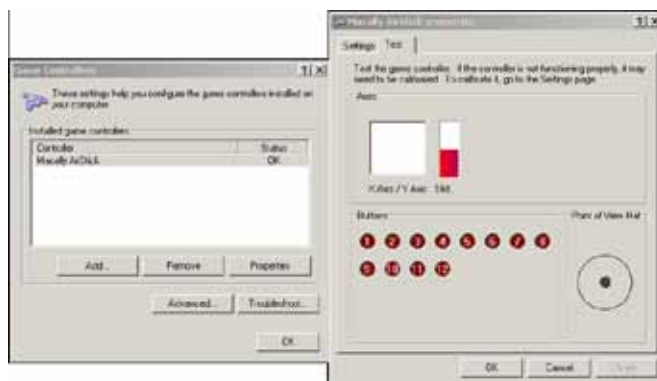 Game Controllers
These settings help you configure the game controllers installed on
your computer.
Installed game controllers
Controller Status
Macally AirStick OK
Add... Remove Properties
Advanced... Troubleshoot...
OK
Macally AirStick properties
Settings Test
Test the game controller. If the controller is not functioning properly, it may
need to be calibrated. To calibrate it, go to the Settings page.
Axes
X Axis / Y Axis
Buttons
1 2 3 4 5 6 7 8
9 10 11 12
Point of View Hat
OK Cancel Apply